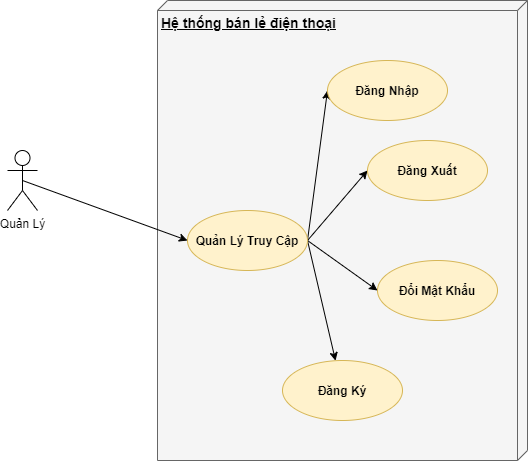 Hệ thống bán lẻ điện thoại
Đăng Nhập
Đăng Xuất
Quản Lý
Quản Lý Truy Cập
Đổi Mật Khẩu
Đăng Ký